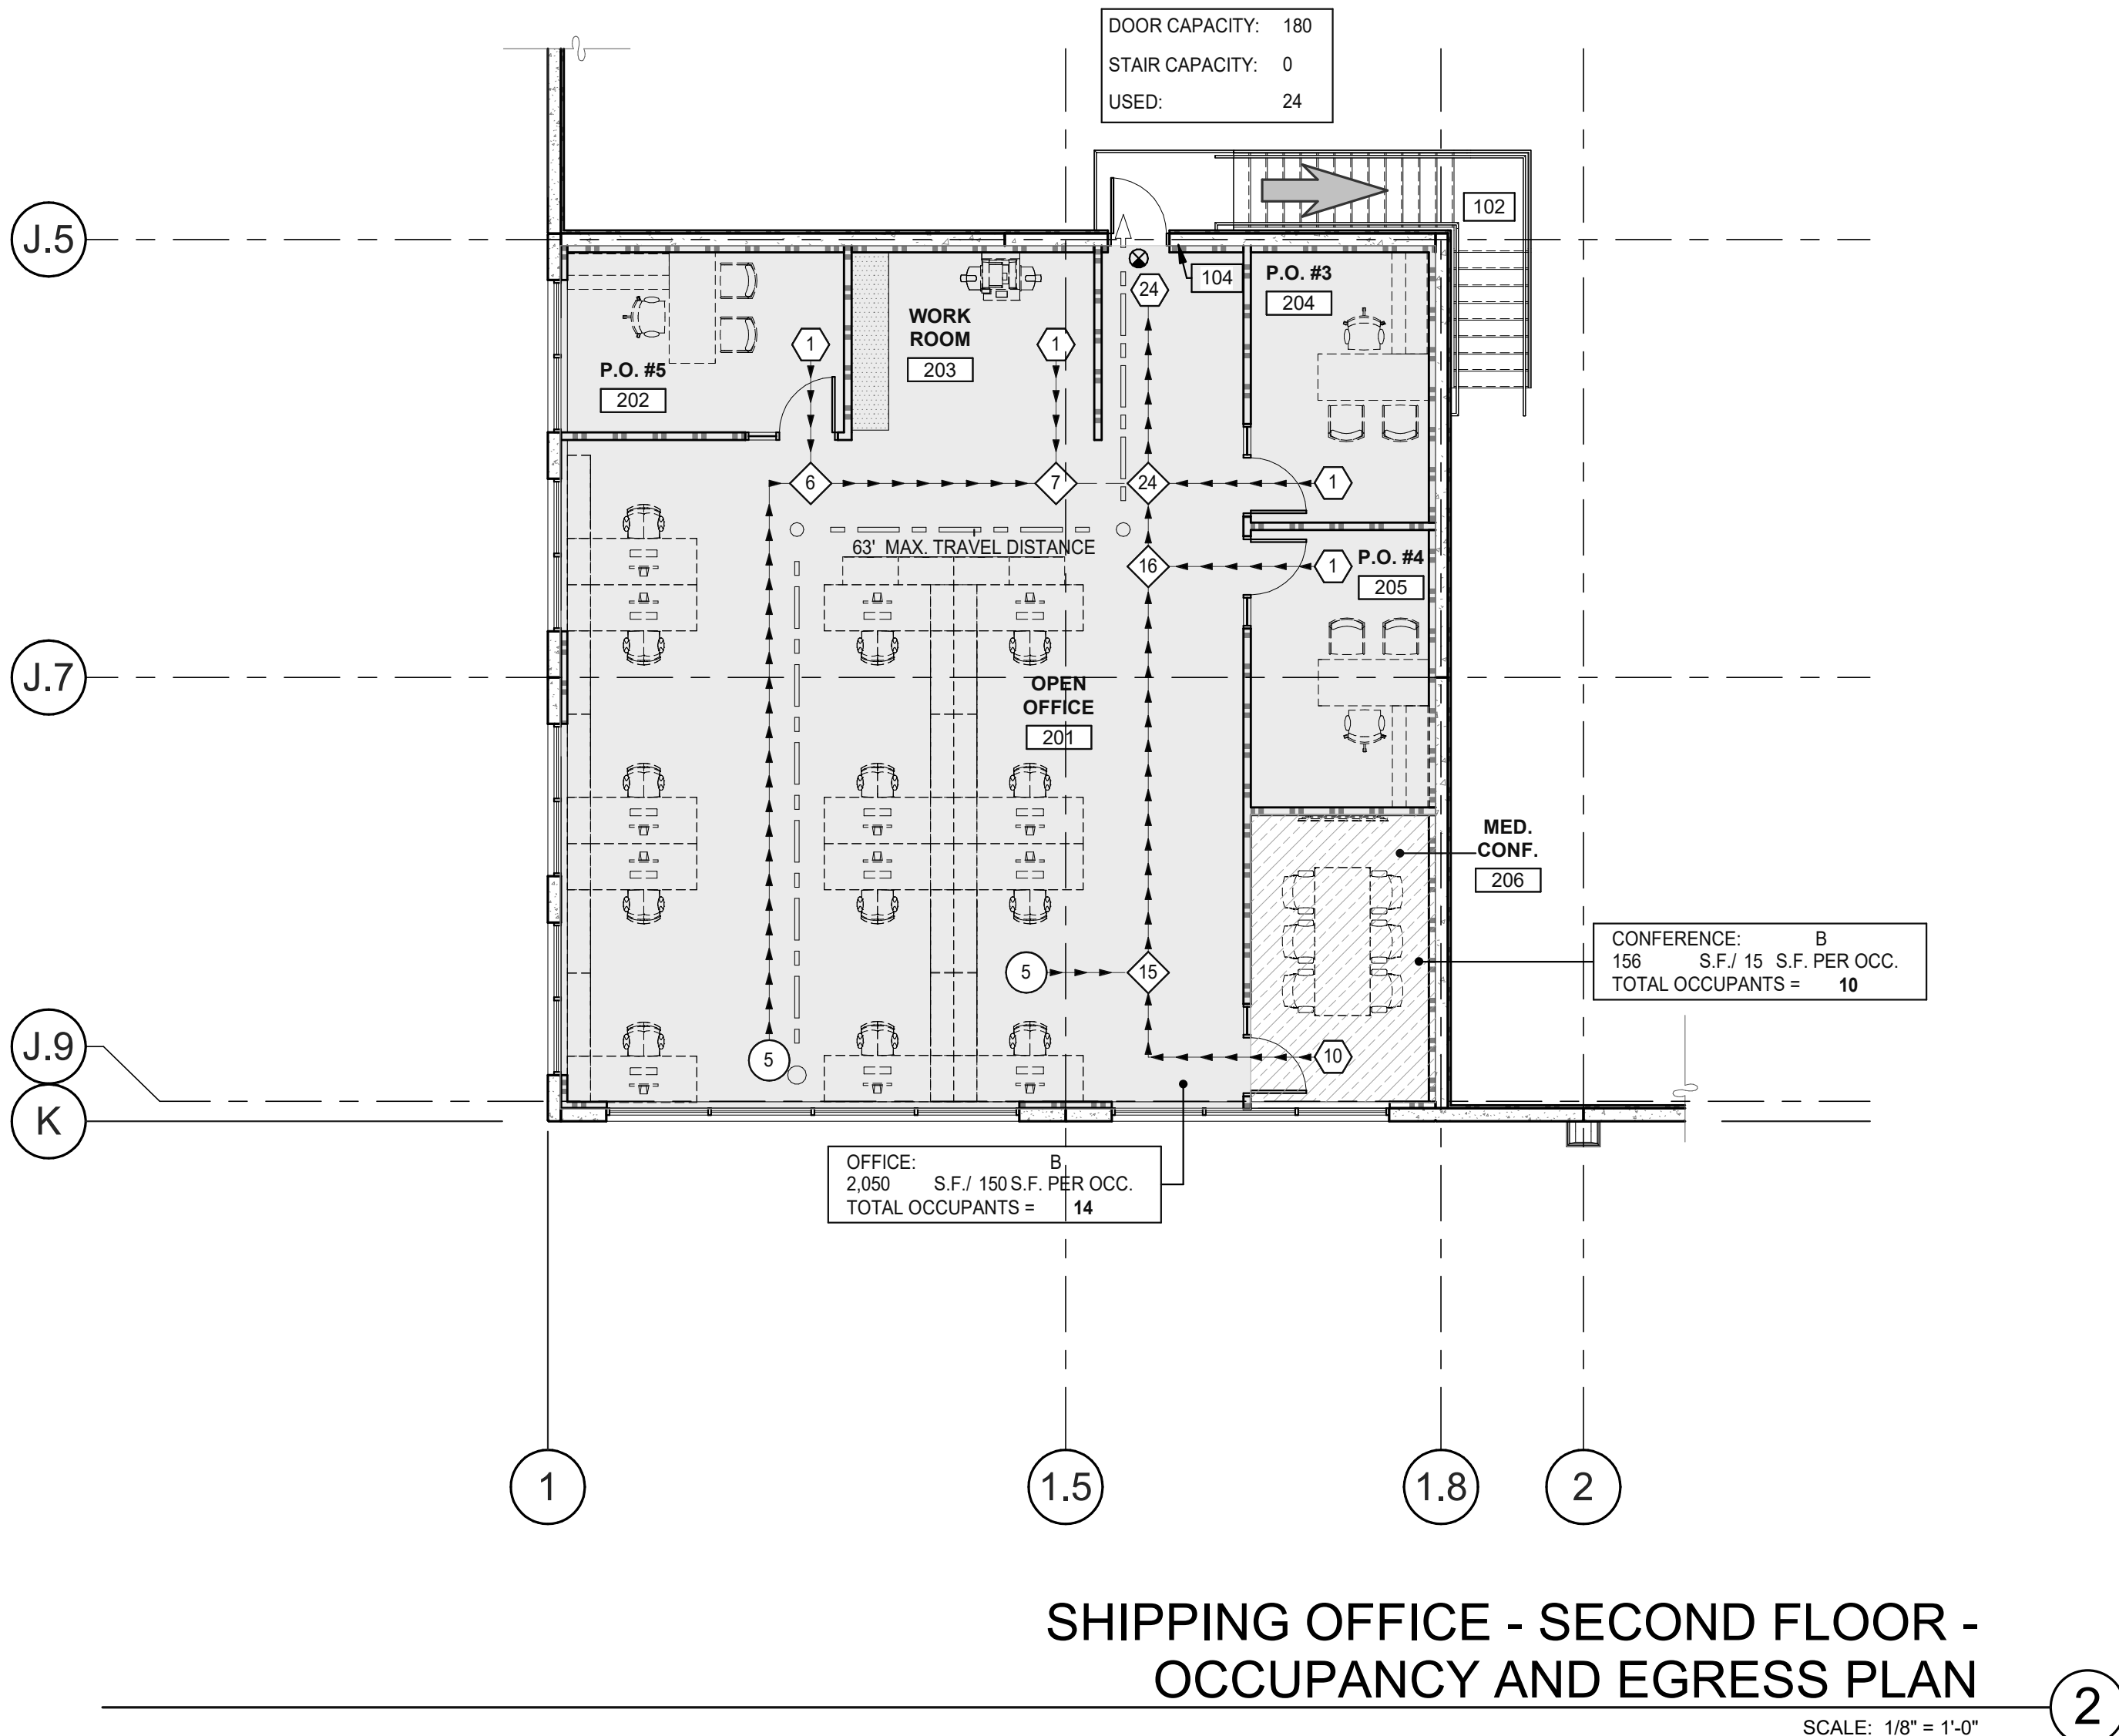 DOOR CAPACITY: 180
STAIR CAPACITY: 0
USED: 24
102
J.5
104
24
P.O. #3
204
WORK
ROOM
203
1
1
P.O. #5
202
6
7
24
1
63' MAX. TRAVEL DISTANCE
16
1
P.O. #4
205
J.7
OPEN
OFFICE
201
MED.
CONF.
206
CONFERENCE: B
156 S.F./ 15 S.F. PER OCC.
TOTAL OCCUPANTS = 10
5
15
J.9
5
10
K
OFFICE: B
2,050 S.F./ 150 S.F. PER OCC.
TOTAL OCCUPANTS = 14
1
1.5
1.8
2
SHIPPING OFFICE - SECOND FLOOR -
OCCUPANCY AND EGRESS PLAN
2
SCALE: 1/8" = 1'-0"